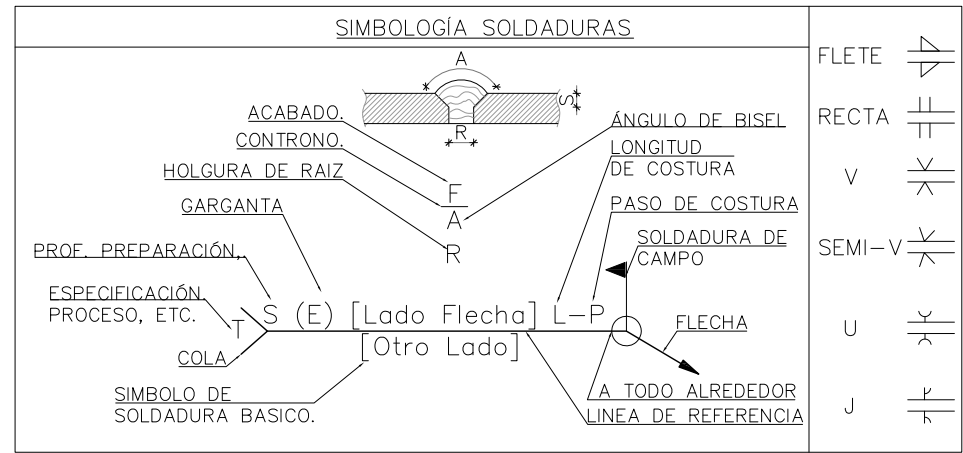 SIMBOLOGÍA SOLDADURAS
A
S
R
ACABADO.
CONTRONO.
HOLGURA DE RAIZ
GARGANTA
PROF. PREPARACIÓN,
ESPECIFICACIÓN,
PROCESO, ETC.
COLA
SIMBOLO DE
SOLDADURA BASICO.
F
A
R
ÁNGULO DE BISEL
LONGITUD
DE COSTURA
PASO DE COSTURA
SOLDADURA DE
CAMPO
T S (E) [Lado Flecha] L-P
[Otro Lado]
FLECHA
A TODO ALREDEDOR
LINEA DE REFERENCIA
FLETE
RECTA
V
SEMI-V
U
J